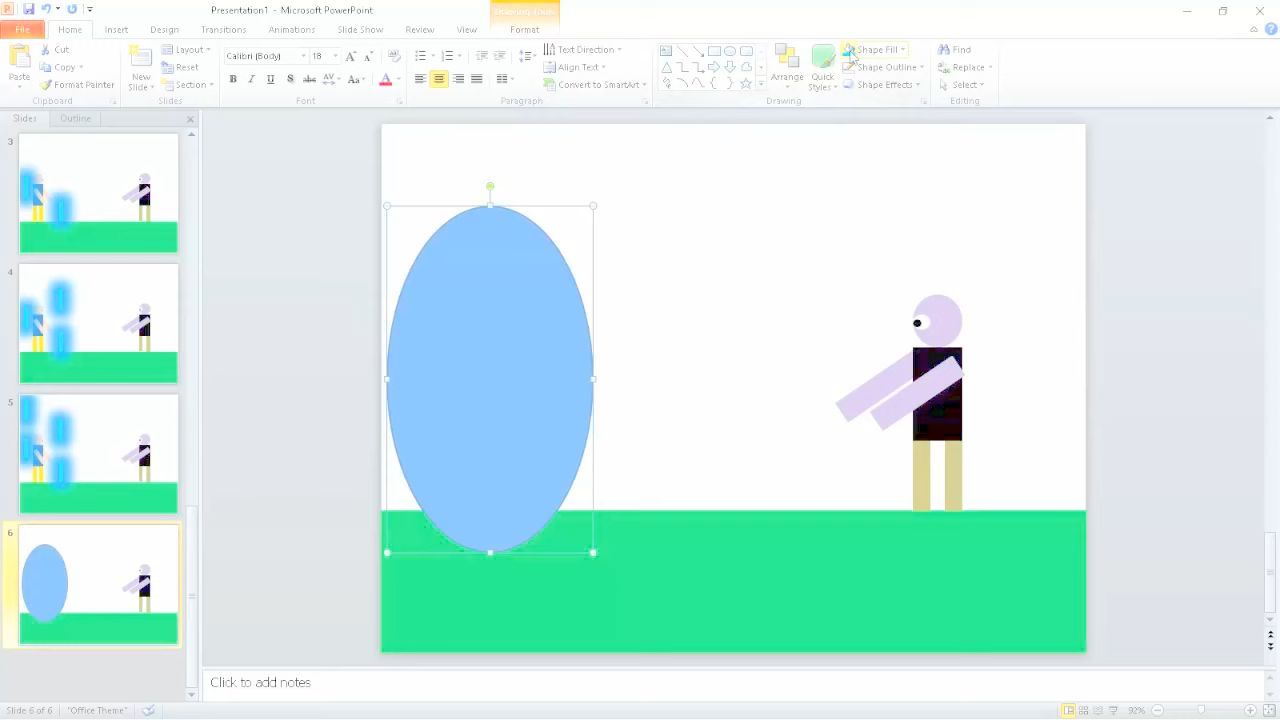 Presentation1 - Microsoft PowerPoint
File Home Insert Design Transitions Animations Slide Show Review View Format
Paste Cut Copy Format Painter
Clipboard
New Slide Layout Reset Section
Slides
Calibri (Body) 18
B I U S abc AV Aa A
Font
Text Direction
Align Text
Convert to SmartArt
Paragraph
Arrange Quick Styles
Shape Fill
Shape Outline
Shape Effects
Drawing
Find
Replace
Select
Editing
Slides Outline
3
4
5
6
Click to add notes
Slide 6 of 6 "Office Theme" 92%